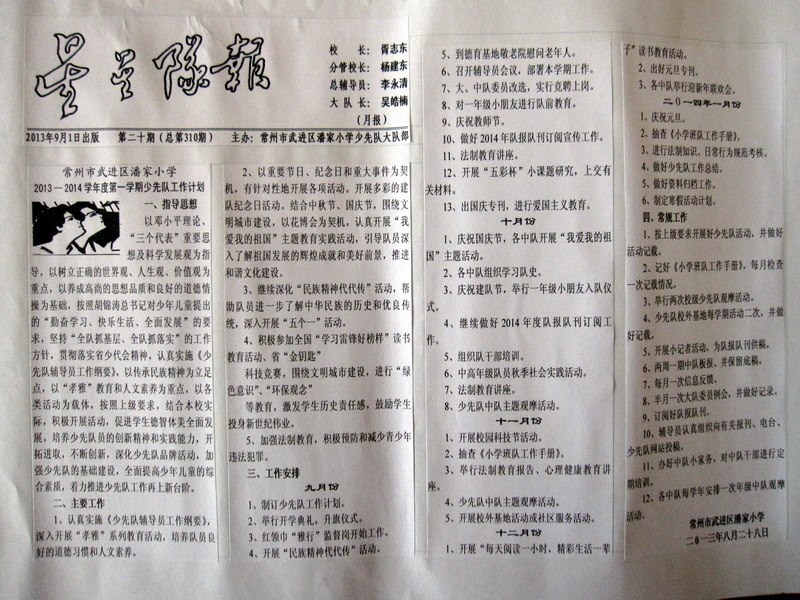 星星队报
校 长：胥志东
分管校长：杨建东
总辅导员：李永清
大 队 长：吴皓楠
（月报）
2013年9月1日出版 第二十期（总第310期） 主办：常州市武进区潘家小学少先队大队部
常州市武进区潘家小学
2013－2014学年度第一学期少先队工作计划
一、指导思想
以邓小平理论、
“三个代表”重要思
想及科学发展观为指
导，以树立正确的世界观、人生观、价值观为
重点，以养成高尚的思想品质和良好的道德情
操为基础，按照胡锦涛总书记对少年儿童提出
的“勤奋学习、快乐生活、全面发展”的要
求，坚持“全队抓基层、全队抓落实”的工作
方针，贯彻落实省少代会精神，认真实施《少
先队辅导员工作纲要》，以传承民族精神为立足
点，以“孝雅”教育和人文素养为重点，以各
类活动为载体，按照上级要求，结合本校实
际，积极开展活动，促进学生德智体美全面发
展，培养少先队员的创新精神和实践能力，开
拓进取，不断创新，深化少先队品牌活动，加
强少先队的基础建设，全面提高少年儿童的综
合素质，着力推进少先队工作再上新台阶。
二、主要工作
1、认真实施《少先队辅导员工作纲要》，
深入开展“孝雅”系列教育活动，培养队员良
好的道德习惯和人文素养。
2、以重要节日、纪念日和重大事件为契
机，有针对性地开展各项活动。开展多彩的建
队纪念日活动。结合中秋节、国庆节，围绕文
明城市建设，以花博会为契机，认真开展“我
爱我的祖国”主题教育实践活动，引导队员深
入了解祖国发展的辉煌成就和美好前景，推进
和谐文化建设。
3、继续深化“民族精神代代传”活动，帮
助队员进一步了解中华民族的历史和优良传
统，深入开展“五个一”活动。
4、积极参加全国“学习雷锋好榜样”读书
教育活动、省“金钥匙”
科技竞赛，围绕文明城市建设，进行“绿
色意识”、“环保观念”
等教育，激发学生历史责任感，鼓励学生
投身新世纪伟业。
5、加强法制教育，积极预防和减少青少年
违法犯罪。
三、工作安排
九月份
1、制订少先队工作计划。
2、举行开学典礼，升旗仪式。
3、红领巾“雅行”监督岗开始工作。
4、开展“民族精神代代传”活动。
5、到德育基地敬老院慰问老年人。
6、召开辅导员会议，部署本学期工作。
7、大、中队委员改选，实行竞聘上岗。
8、对一年级小朋友进行队前教育。
9、庆祝教师节。
10、做好2014年队报队刊订阅宣传工作。
11、法制教育讲座。
12、开展“五彩杯”小课题研究，上交有
关材料。
13、出国庆专刊，进行爱国主义教育。
十月份
1、庆祝国庆节，各中队开展“我爱我的祖
国”主题活动。
2、各中队组织学习队史。
3、庆祝建队节，举行一年级小朋友入队仪
式。
4、继续做好2014年度队报队刊订阅工
作。
5、组织队干部培训。
6、中高年级队员秋季社会实践活动。
7、法制教育讲座。
8、少先队中队主题观摩活动。
十一月份
1、开展校园科技节活动。
2、抽查《小学班队工作手册》。
3、举行法制教育报告、心理健康教育讲
座。
4、少先队中队主题观摩活动。
5、开展校外基地活动或社区服务活动。
十二月份
1、开展“每天阅读一小时，精彩生活一辈
子”读书教育活动。
2、出好元旦专刊。
3、各中队举行迎新年联欢会。
二０一四年一月份
1、庆祝元旦。
2、抽查《小学班队工作手册》。
3、进行法制知识、日常行为规范考核。
4、做好少先队工作总结。
5、做好资料归档工作。
6、制定寒假活动计划。
四、常规工作
1、按上级要求开展好少先队活动，并做好
活动记载。
2、记好《小学班队工作手册》，每月检查
一次记载情况。
3、举行两次校级少先队观摩活动。
4、少先队校外基地每学期活动二次，并做
好记载。
5、开展小记者活动，为队报队刊供稿。
6、两周一期中队板报、并保留底稿。
7、每月一次信息反馈。
8、半月一次大队委员例会，并做好记录。
9、订阅好队报队刊。
10、辅导员认真组织向有关报刊、电台、
少先队网站投稿。
11、办好中队小家务，对中队干部进行定
期培训。
12、各中队每学年安排一次年级中队观摩
活动。
常州市武进区潘家小学
二０一三年八月二十八日